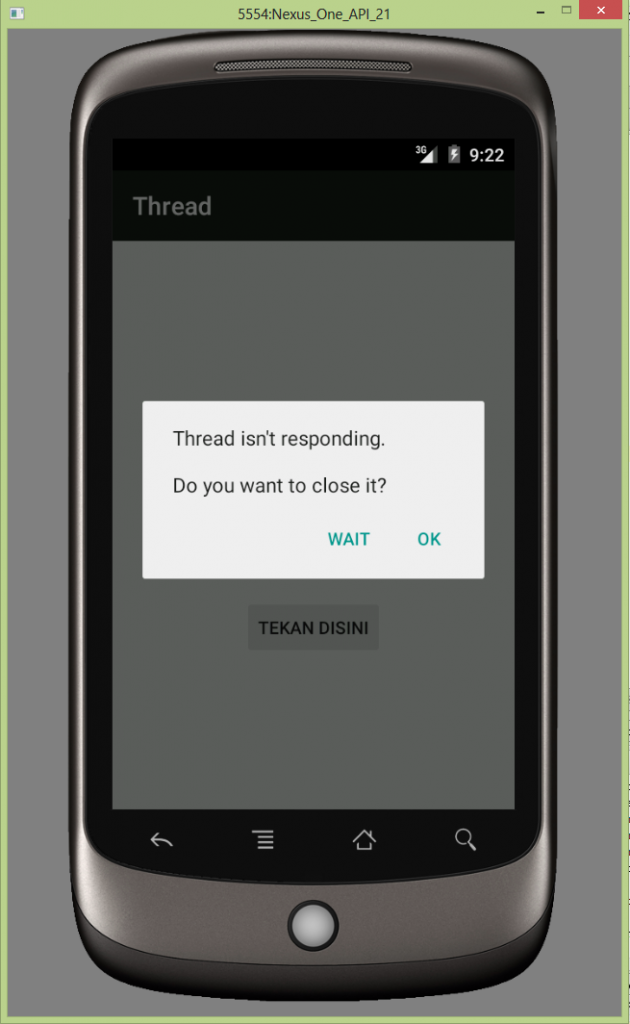 5554:Nexus_One_API_21
3G 9:22
Thread
Thread isn't responding.
Do you want to close it?
WAIT OK
TEKAN DISINI